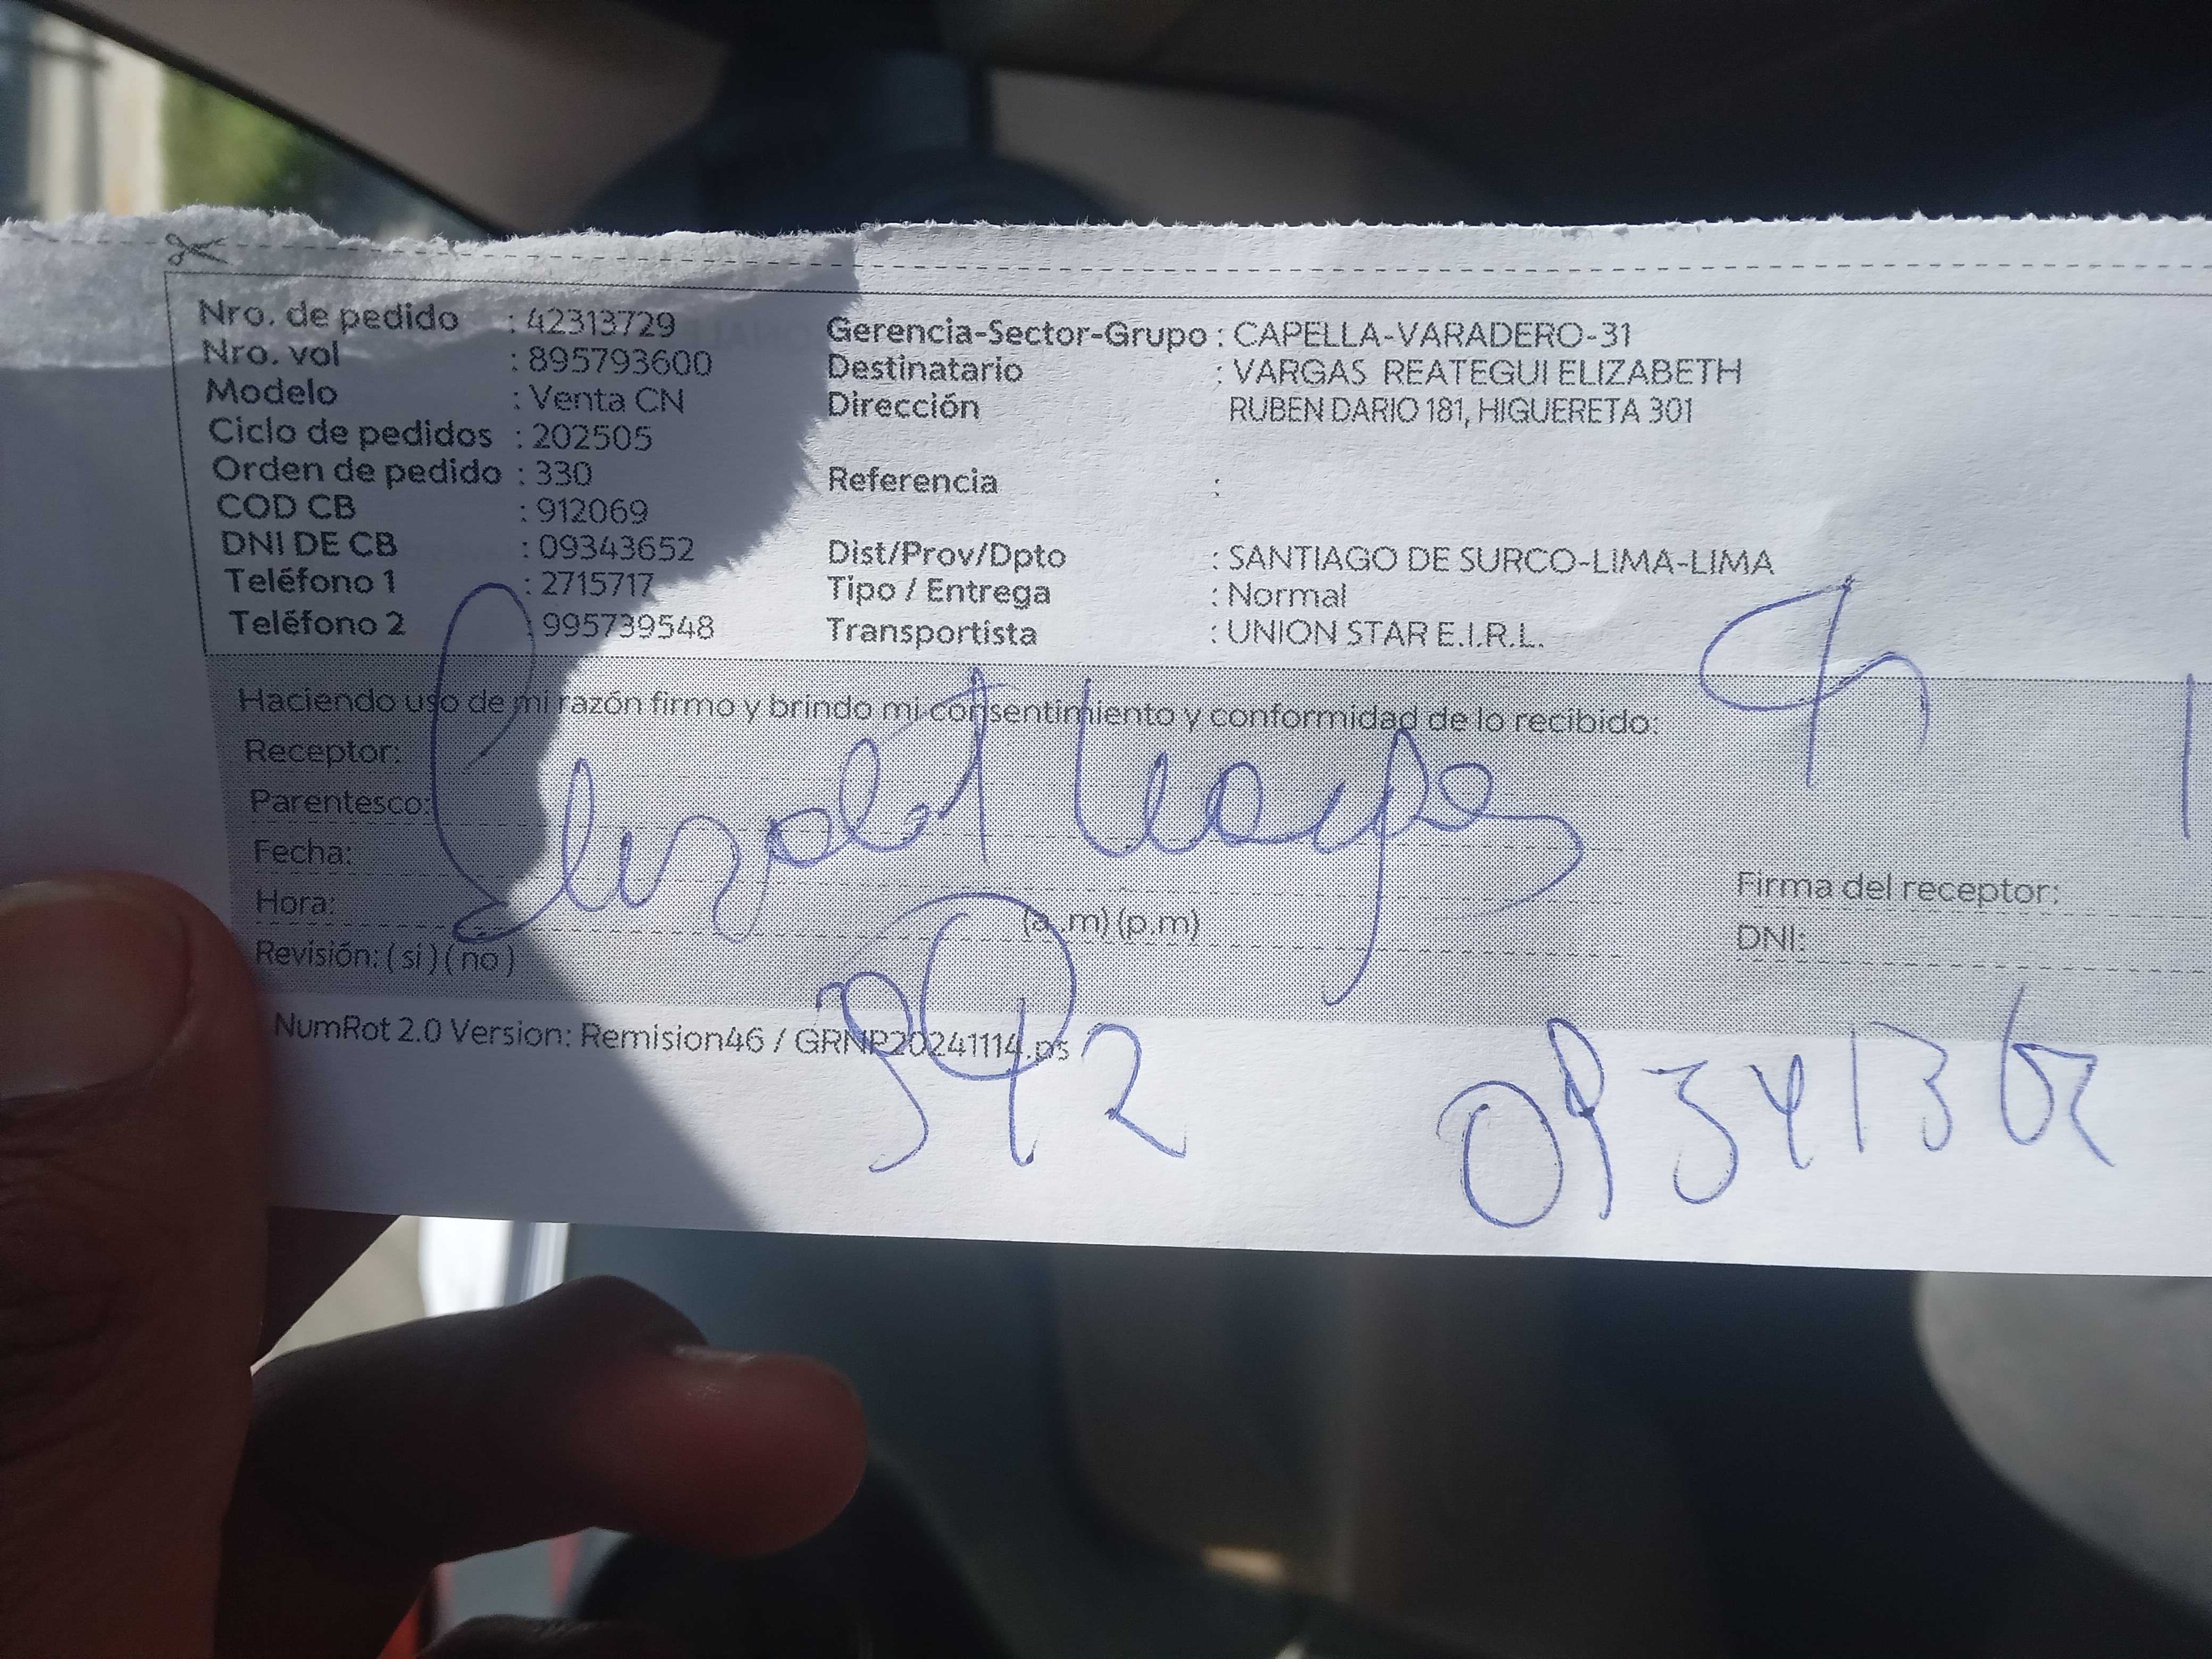 Nro. de pedido : 42313729
Nro. vol : 895793600
Modelo : Venta CN
Ciclo de pedidos : 202505
Orden de pedido : 330
COD CB : 912069
DNI DE CB : 09343652
Teléfono 1 : 2715717
Teléfono 2 : 995739548
Gerencia-Sector-Grupo : CAPELLA-VARADERO-31
Destinatario : VARGAS REATEGUI ELIZABETH
Dirección RUBEN DARIO 181, HIGUERETA 301
Referencia :
Dist/Prov/Dpto : SANTIAGO DE SURCO-LIMA-LIMA
Tipo / Entrega : Normal
Transportista : UNION STAR E.I.R.L.
Haciendo uso de mi razón firmo y brindo mi consentimiento y conformidad de lo recibido:
Receptor:
Parentesco:
Fecha:
Hora: (a.m) (p.m)
Revisión: ( si ) ( no )
Firma del receptor:
DNI:
NumRot 2.0 Version: Remision46 / GRNP20241114.ps